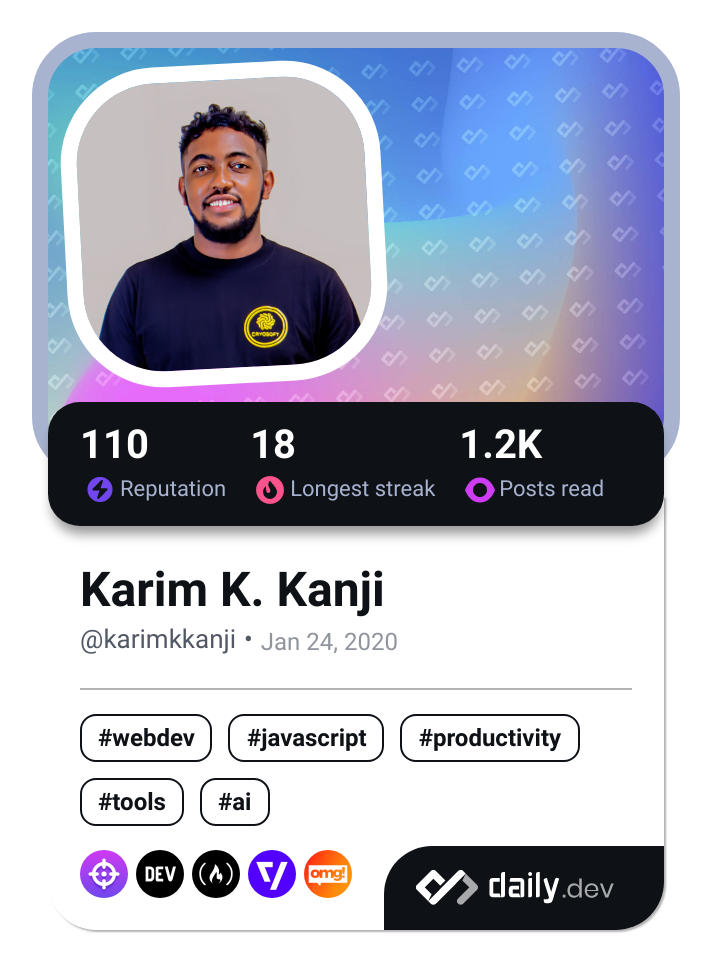 CRYOSOFT
110
18
1.2K
Reputation
Longest streak
Posts read
Karim K. Kanji
@karimkkanji • Jan 24, 2020
#webdev #javascript #productivity
#tools #ai
DEV
omg!
daily.dev